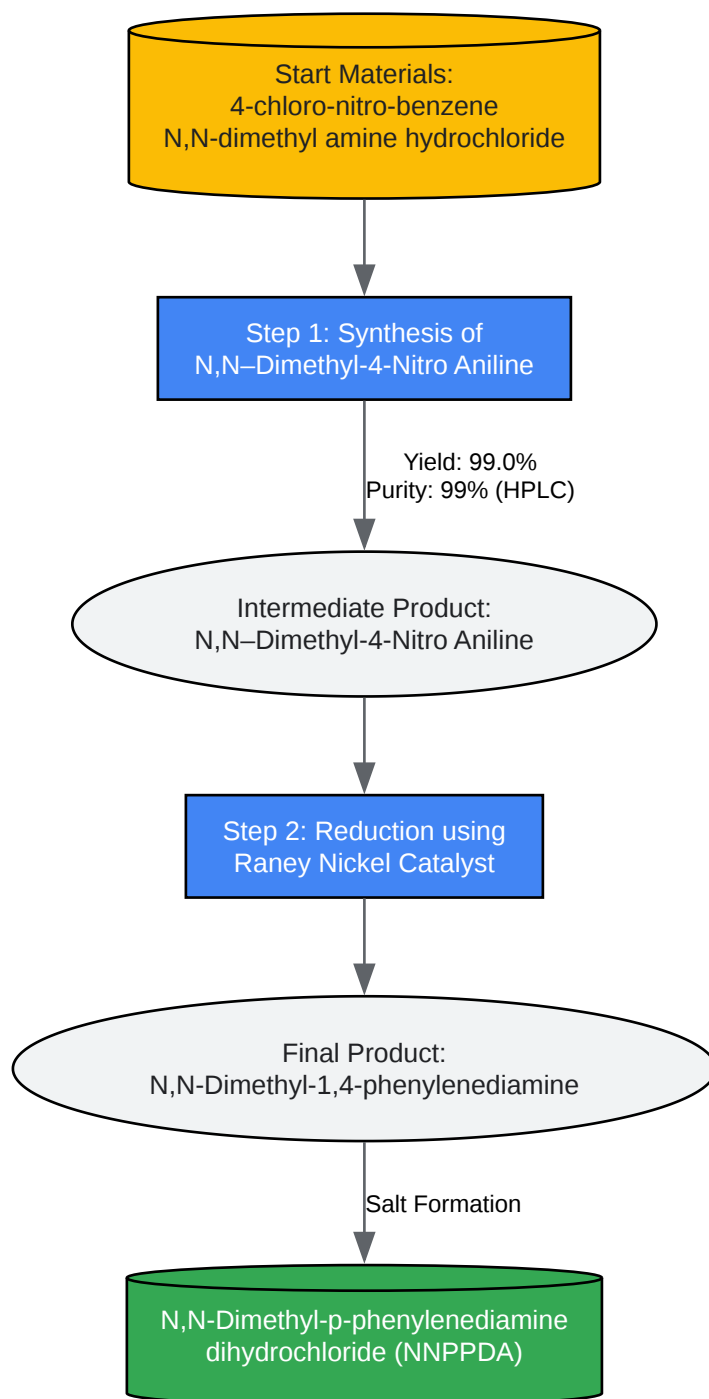 Start Materials:
4-chloro-nitro-benzene
N,N-dimethyl amine hydrochloride
Step 1: Synthesis of
N,N–Dimethyl-4-Nitro Aniline
Yield: 99.0%
Purity: 99% (HPLC)
Intermediate Product:
N,N–Dimethyl-4-Nitro Aniline
Step 2: Reduction using
Raney Nickel Catalyst
Final Product:
N,N-Dimethyl-1,4-phenylenediamine
Salt Formation
N,N-Dimethyl-p-phenylenediamine
dihydrochloride (NNPPDA)